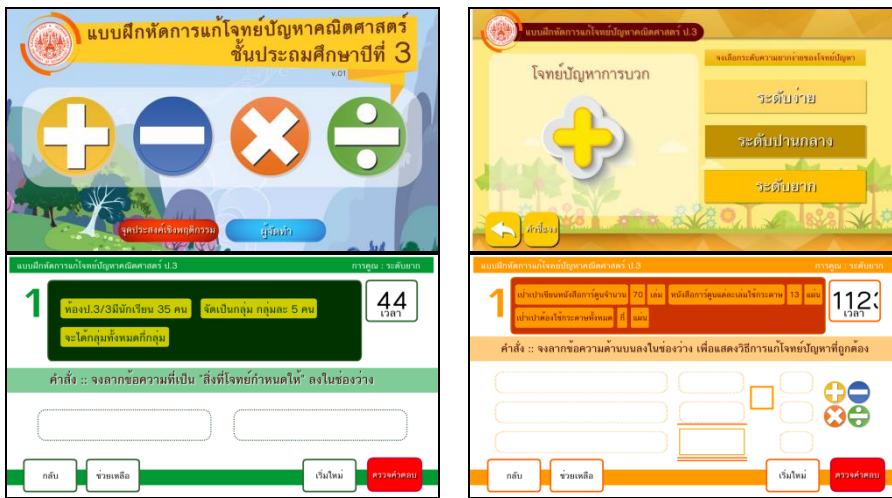 แบบฝึกหัดการแก้โจทย์ปัญหาคณิตศาสตร์
ชั้นประถมศึกษาปีที่ 3
v.01
จุดประสงค์เชิงพฤติกรรม
ผู้จัดทำ
แบบฝึกหัดการแก้โจทย์ปัญหาคณิตศาสตร์ ป.3
โจทย์ปัญหาการบวก
จงเลือกระดับความยากง่ายของโจทย์ปัญหา
ระดับง่าย
ระดับปานกลาง
ระดับยาก
คำชี้แจง
แบบฝึกหัดการแก้โจทย์ปัญหาคณิตศาสตร์ ป.3
การคูณ : ระดับยาก
1
ห้องป.3/3มีนักเรียน 35 คน จัดเป็นกลุ่ม กลุ่มละ 5 คน
จะได้กลุ่มทั้งหมดกี่กลุ่ม
44
เวลา
คำสั่ง :: จงลากข้อความที่เป็น "สิ่งที่โจทย์กำหนดให้" ลงในช่องว่าง
กลับ
ช่วยเหลือ
เริ่มใหม่
ตรวจคำตอบ
แบบฝึกหัดการแก้โจทย์ปัญหาคณิตศาสตร์ ป.3
การคูณ : ระดับยาก
1
เปาเปาเขียนหนังสือการ์ตูนจำนวน 70 เล่ม หนังสือการ์ตูนแต่ละเล่มใช้กระดาษ 13 แผ่น
เปาเปาต้องใช้กระดาษทั้งหมด กี่ แผ่น
112
เวลา
คำสั่ง :: จงลากข้อความด้านบนลงในช่องว่าง เพื่อแสดงวิธีการแก้โจทย์ปัญหาที่ถูกต้อง
กลับ
ช่วยเหลือ
เริ่มใหม่
ตรวจคำตอบ